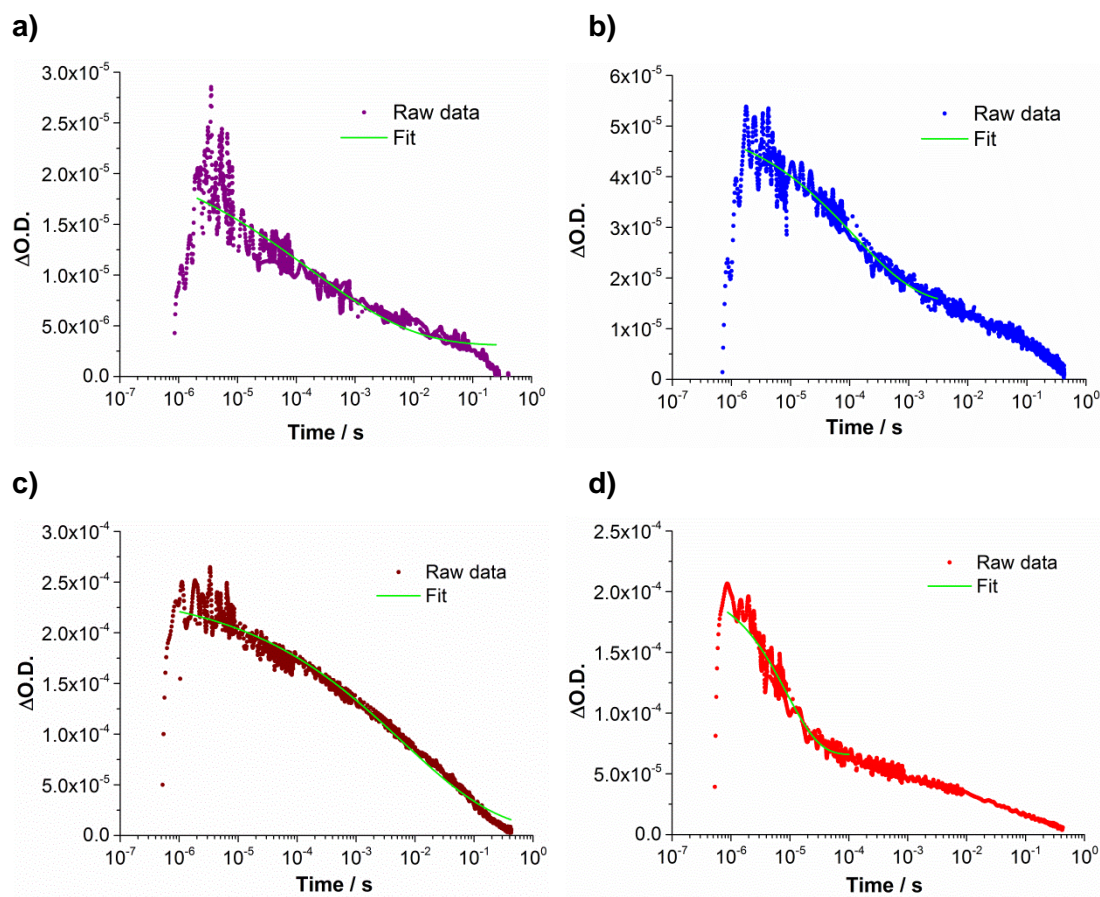 a)
3.0x10⁻⁵
2.5x10⁻⁵
2.0x10⁻⁵
1.5x10⁻⁵
1.0x10⁻⁵
5.0x10⁻⁶
0.0
ΔO.D.
Raw data
Fit
10⁻⁷ 10⁻⁶ 10⁻⁵ 10⁻⁴ 10⁻³ 10⁻² 10⁻¹ 10⁰
Time / s
b)
6x10⁻⁵
5x10⁻⁵
4x10⁻⁵
3x10⁻⁵
2x10⁻⁵
1x10⁻⁵
0
ΔO.D.
Raw data
Fit
10⁻⁷ 10⁻⁶ 10⁻⁵ 10⁻⁴ 10⁻³ 10⁻² 10⁻¹ 10⁰
Time / s
c)
3.0x10⁻⁴
2.5x10⁻⁴
2.0x10⁻⁴
1.5x10⁻⁴
1.0x10⁻⁴
5.0x10⁻⁵
0.0
ΔO.D.
Raw data
Fit
10⁻⁷ 10⁻⁶ 10⁻⁵ 10⁻⁴ 10⁻³ 10⁻² 10⁻¹ 10⁰
Time / s
d)
2.5x10⁻⁴
2.0x10⁻⁴
1.5x10⁻⁴
1.0x10⁻⁴
5.0x10⁻⁵
0.0
ΔO.D.
Raw data
Fit
10⁻⁷ 10⁻⁶ 10⁻⁵ 10⁻⁴ 10⁻³ 10⁻² 10⁻¹ 10⁰
Time / s